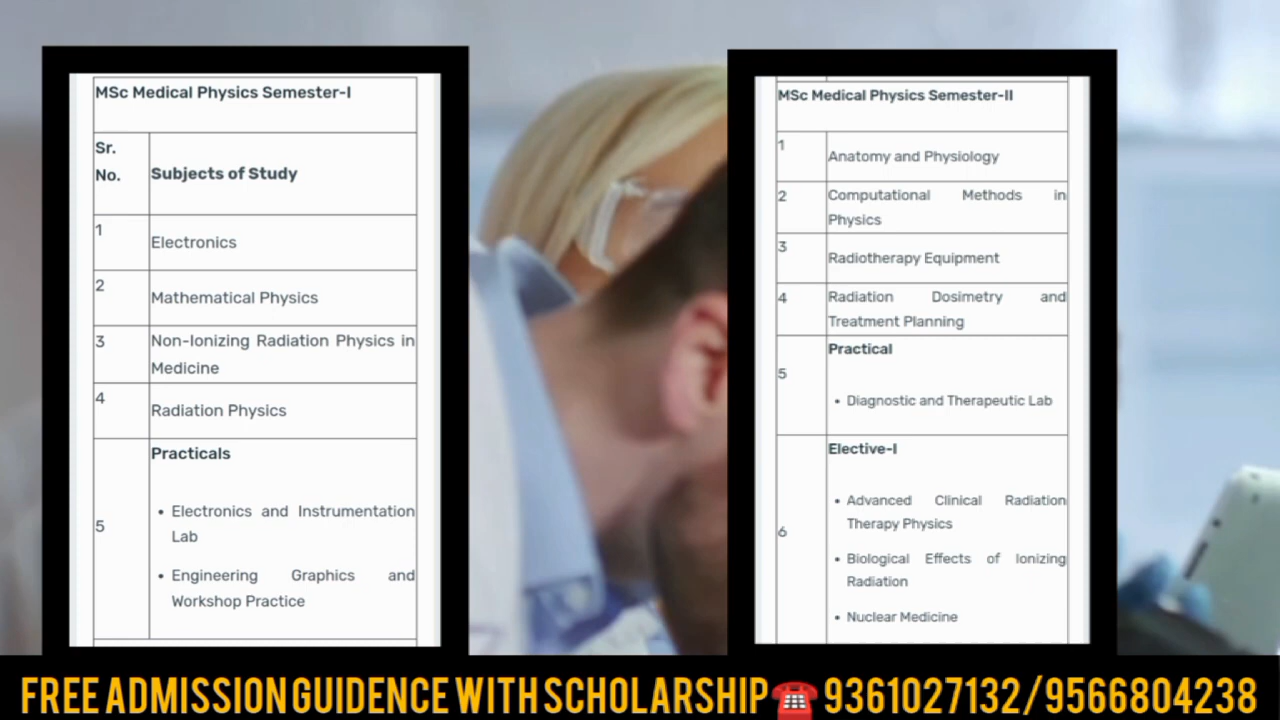 MSc Medical Physics Semester-I
Sr.
No.
Subjects of Study
1
Electronics
2
Mathematical Physics
3
Non-Ionizing Radiation Physics in
Medicine
4
Radiation Physics
5
Practicals
• Electronics and Instrumentation
Lab
• Engineering Graphics and
Workshop Practice
MSc Medical Physics Semester-II
1
Anatomy and Physiology
2
Computational Methods in
Physics
3
Radiotherapy Equipment
4
Radiation Dosimetry and
Treatment Planning
5
Practical
• Diagnostic and Therapeutic Lab
6
Elective-I
• Advanced Clinical Radiation
Therapy Physics
• Biological Effects of Ionizing
Radiation
• Nuclear Medicine
FREE ADMISSION GUIDENCE WITH SCHOLARSHIP☎ 9361027132/9566804238